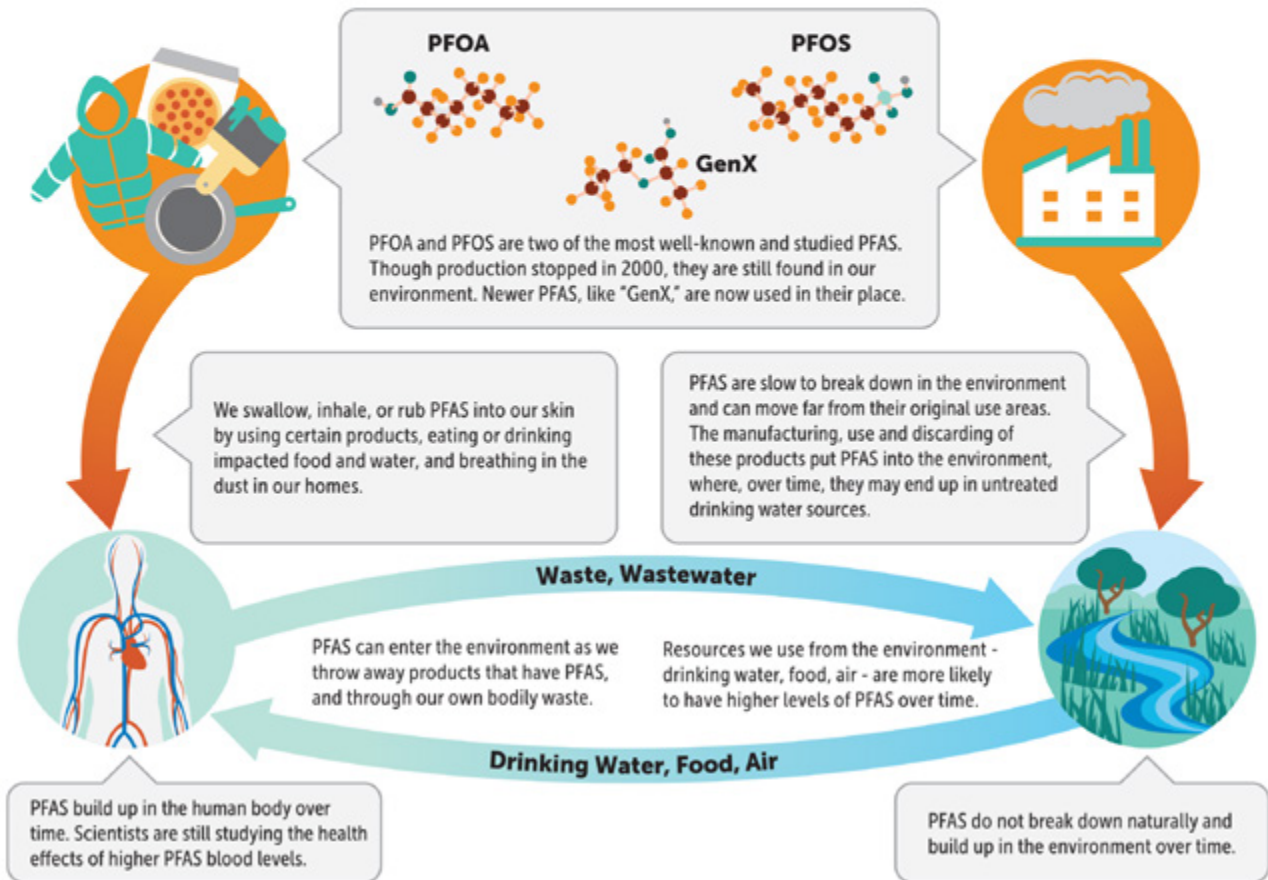 PFOA
PFOS
GenX
PFOA and PFOS are two of the most well-known and studied PFAS.
Though production stopped in 2000, they are still found in our
environment. Newer PFAS, like “GenX,” are now used in their place.
We swallow, inhale, or rub PFAS into our skin
by using certain products, eating or drinking
impacted food and water, and breathing in the
dust in our homes.
PFAS are slow to break down in the environment
and can move far from their original use areas.
The manufacturing, use and discarding of
these products put PFAS into the environment,
where, over time, they may end up in untreated
drinking water sources.
Waste, Wastewater
PFAS can enter the environment as we
throw away products that have PFAS,
and through our own bodily waste.
Resources we use from the environment -
drinking water, food, air - are more likely
to have higher levels of PFAS over time.
Drinking Water, Food, Air
PFAS build up in the human body over
time. Scientists are still studying the health
effects of higher PFAS blood levels.
PFAS do not break down naturally and
build up in the environment over time.